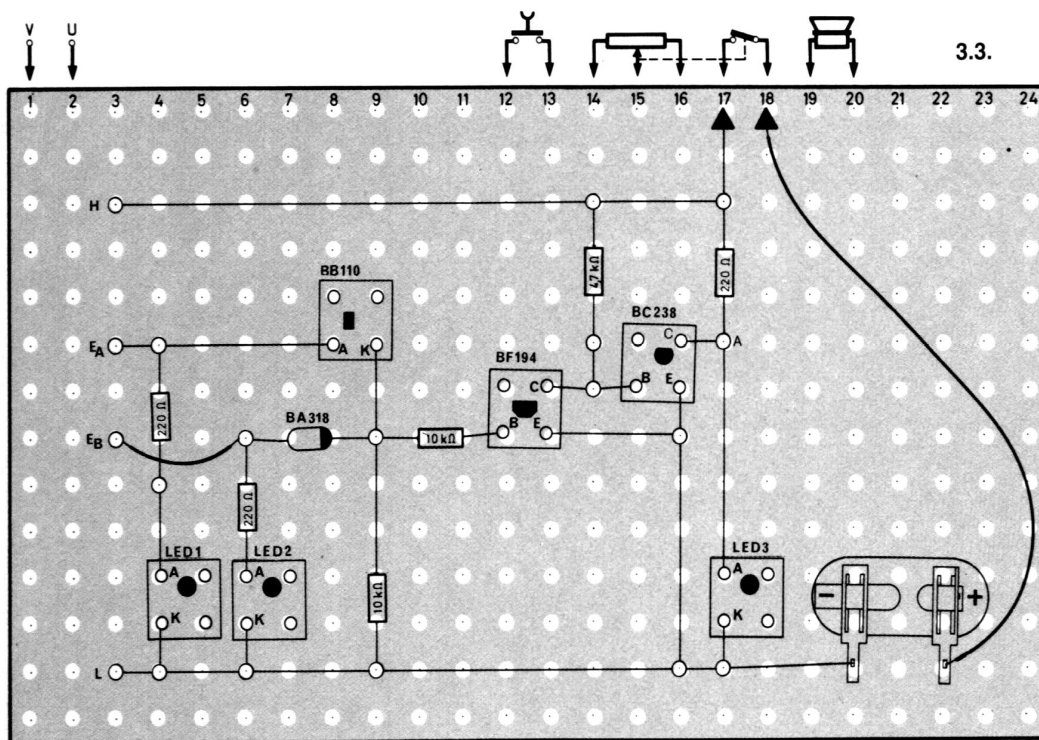 V U
3.3.
1 2 3 4 5 6 7 8 9 10 11 12 13 14 15 16 17 18 19 20 21 22 23 24
H
BB110
47 kΩ
220 Ω
BC238
EA
A K
C A
BF194
B E
C
220 Ω
BA318
B E
EB
10 kΩ
220 Ω
LED1 LED2 LED3
A A A
10 kΩ
- +
K K K
L